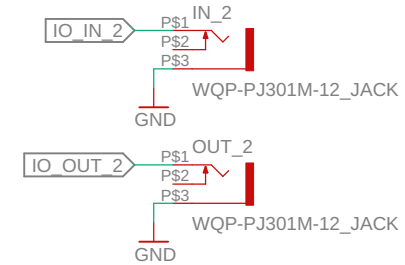 IN_2
IO_IN_2
P$1
P$2
P$3
WQP-PJ301M-12_JACK
GND
OUT_2
IO_OUT_2
P$1
P$2
P$3
WQP-PJ301M-12_JACK
GND